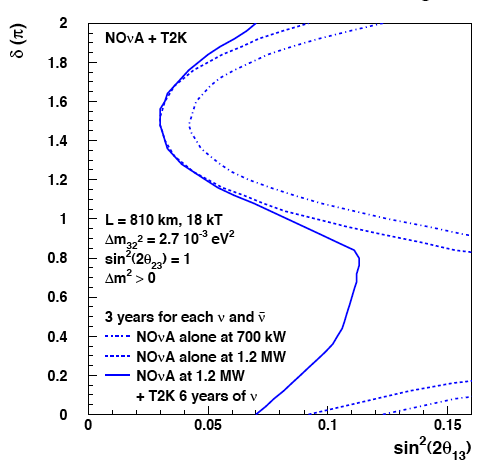 δ (π)
2
1.8
1.6
1.4
1.2
1
0.8
0.6
0.4
0.2
0
NOνA + T2K
L = 810 km, 18 kT
Δm₃₂² = 2.7 10⁻³ eV²
sin²(2θ₂₃) = 1
Δm² > 0
3 years for each ν and ν̅
NOνA alone at 700 kW
NOνA alone at 1.2 MW
NOνA at 1.2 MW
+ T2K 6 years of ν
0 0.05 0.1 0.15
sin²(2θ₁₃)